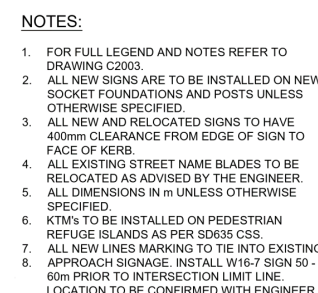 NOTES:
1. FOR FULL LEGEND AND NOTES REFER TO
DRAWING C2003.
2. ALL NEW SIGNS ARE TO BE INSTALLED ON NEW
SOCKET FOUNDATIONS AND POSTS UNLESS
OTHERWISE SPECIFIED.
3. ALL NEW AND RELOCATED SIGNS TO HAVE
400mm CLEARANCE FROM EDGE OF SIGN TO
FACE OF KERB.
4. ALL EXISTING STREET NAME BLADES TO BE
RELOCATED AS ADVISED BY THE ENGINEER.
5. ALL DIMENSIONS IN m UNLESS OTHERWISE
SPECIFIED.
6. KTM's TO BE INSTALLED ON PEDESTRIAN
REFUGE ISLANDS AS PER SD635 CSS.
7. ALL NEW LINES MARKING TO TIE INTO EXISTING
8. APPROACH SIGNAGE. INSTALL W16-7 SIGN 50 -
60m PRIOR TO INTERSECTION LIMIT LINE.
LOCATION TO BE CONFIRMED WITH ENGINEER